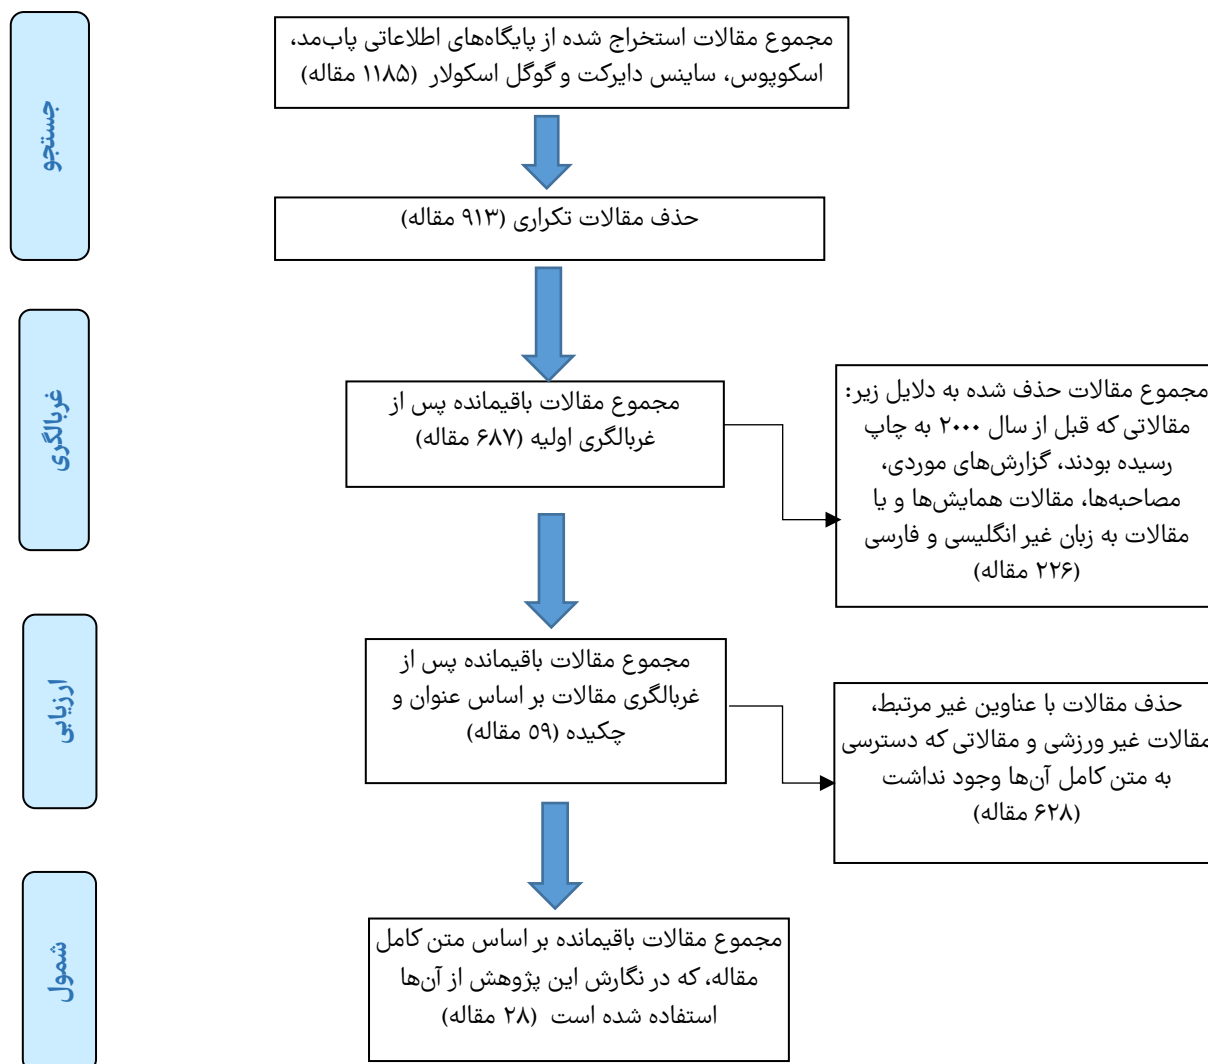 جستجو
مجموع مقالات استخراج شده از پایگاه‌های اطلاعاتی پاب‌مد،
اسکوپوس، ساینس دایرکت و گوگل اسکولار (۱۱۸۵ مقاله)
حذف مقالات تکراری (۹۱۳ مقاله)
غربالگری
مجموع مقالات باقیمانده پس از
غربالگری اولیه (۶۸۷ مقاله)
مجموع مقالات حذف شده به دلایل زیر:
مقالاتی که قبل از سال ۲۰۰۰ به چاپ
رسیده بودند، گزارش‌های موردی،
مصاحبه‌ها، مقالات همایش‌ها و یا
مقالات به زبان غیر انگلیسی و فارسی
(۲۲۶ مقاله)
ارزیابی
مجموع مقالات باقیمانده پس از
غربالگری مقالات بر اساس عنوان و
چکیده (۵۹ مقاله)
حذف مقالات با عناوین غیر مرتبط،
مقالات غیر ورزشی و مقالاتی که دسترسی
به متن کامل آن‌ها وجود نداشت
(۶۲۸ مقاله)
شمول
مجموع مقالات باقیمانده بر اساس متن کامل
مقاله، که در نگارش این پژوهش از آن‌ها
استفاده شده است (۲۸ مقاله)